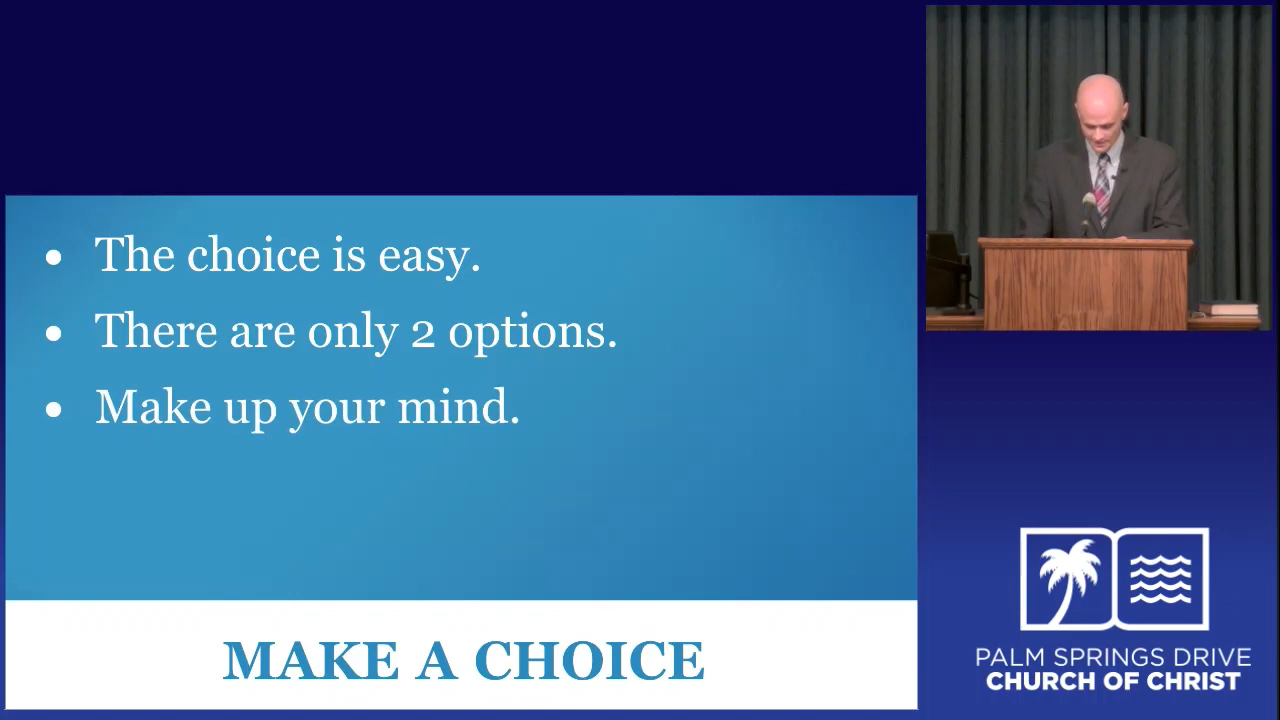 The choice is easy.
There are only 2 options.
Make up your mind.
MAKE A CHOICE
PALM SPRINGS DRIVE
CHURCH OF CHRIST